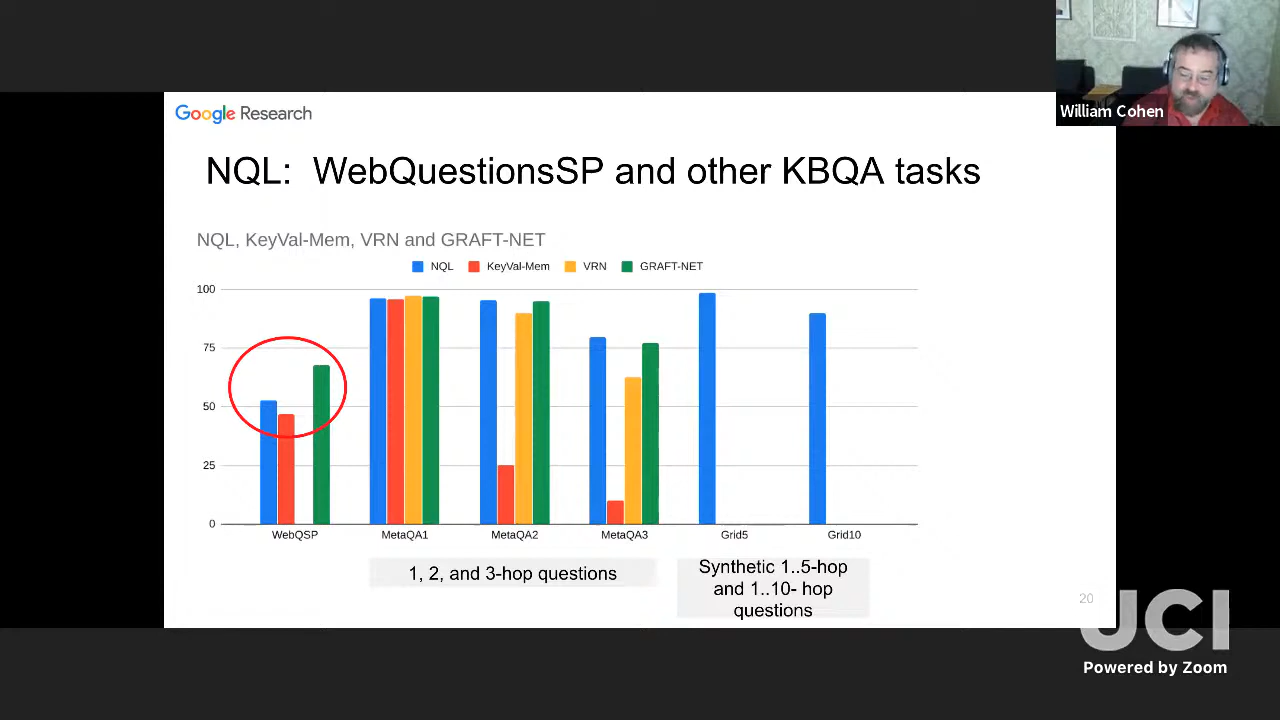 William Cohen
Google Research
NQL: WebQuestionsSP and other KBQA tasks
NQL, KeyVal-Mem, VRN and GRAFT-NET
NQL KeyVal-Mem VRN GRAFT-NET
100
75
50
25
0
WebQSP MetaQA1 MetaQA2 MetaQA3 Grid5 Grid10
1, 2, and 3-hop questions
Synthetic 1..5-hop
and 1..10- hop
questions
20
UCI
Powered by Zoom